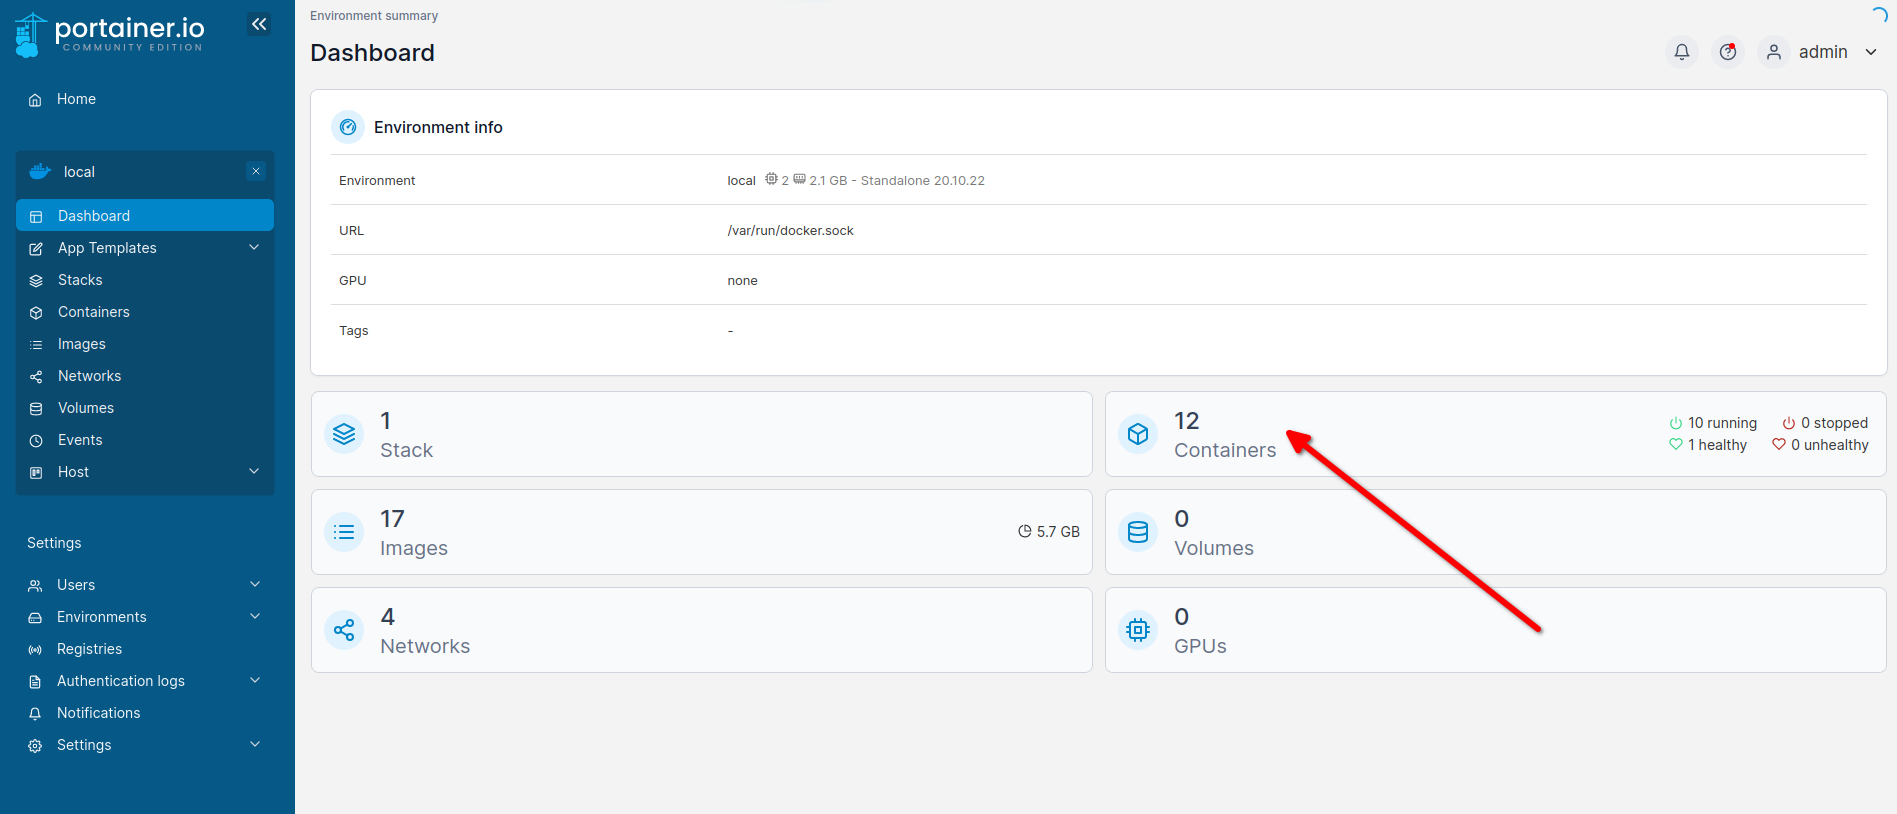 portainer.io
COMMUNITY EDITION
Home
local
Dashboard
App Templates
Stacks
Containers
Images
Networks
Volumes
Events
Host
Settings
Users
Environments
Registries
Authentication logs
Notifications
Settings
Environment summary
Dashboard
admin
Environment info
Environment local 2 2.1 GB - Standalone 20.10.22
URL /var/run/docker.sock
GPU none
Tags -
1
Stack
12
Containers
10 running 0 stopped
1 healthy 0 unhealthy
17
Images
5.7 GB
0
Volumes
4
Networks
0
GPUs